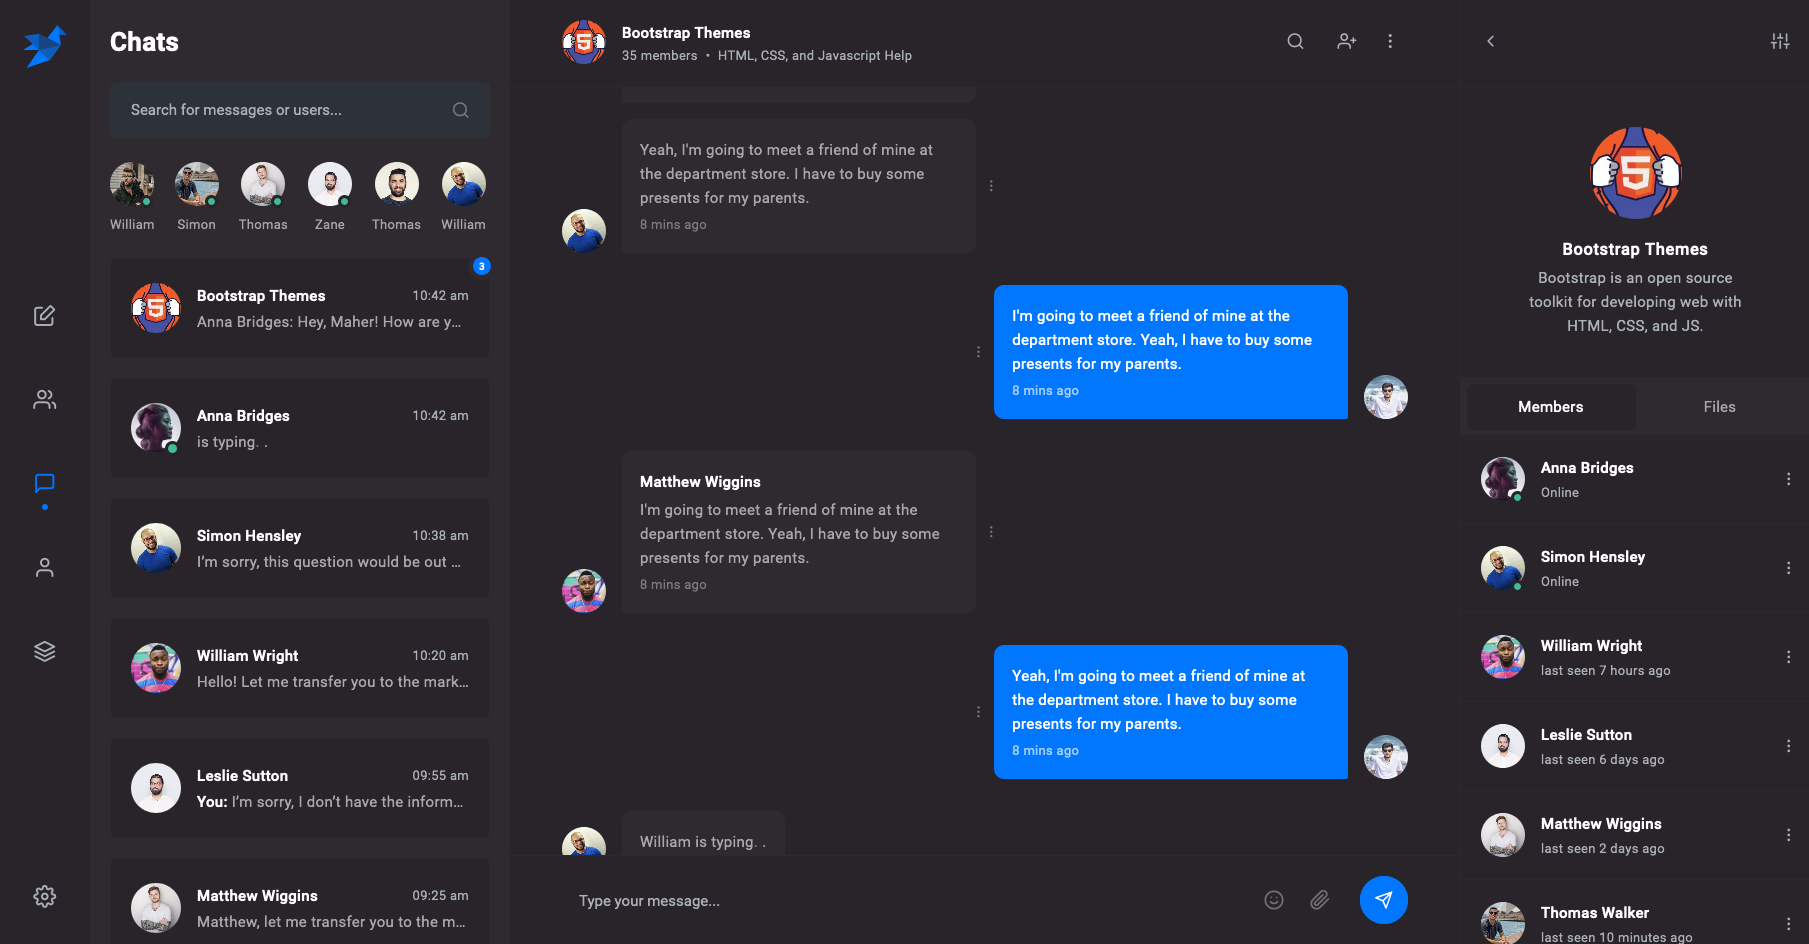 Chats
Search for messages or users...
William
Simon
Thomas
Zane
Thomas
William
3
Bootstrap Themes
10:42 am
Anna Bridges: Hey, Maher! How are y...
Anna Bridges
10:42 am
is typing. .
Simon Hensley
10:38 am
I’m sorry, this question would be out ...
William Wright
10:20 am
Hello! Let me transfer you to the mark...
Leslie Sutton
09:55 am
You: I’m sorry, I don’t have the inform...
Matthew Wiggins
09:25 am
Matthew, let me transfer you to the m...
Bootstrap Themes
35 members • HTML, CSS, and Javascript Help
Yeah, I'm going to meet a friend of mine at
the department store. I have to buy some
presents for my parents.
8 mins ago
I'm going to meet a friend of mine at the
department store. Yeah, I have to buy some
presents for my parents.
8 mins ago
Matthew Wiggins
I'm going to meet a friend of mine at the
department store. Yeah, I have to buy some
presents for my parents.
8 mins ago
Yeah, I'm going to meet a friend of mine at
the department store. I have to buy some
presents for my parents.
8 mins ago
William is typing. .
Type your message...
5
Bootstrap Themes
Bootstrap is an open source
toolkit for developing web with
HTML, CSS, and JS.
Members
Files
Anna Bridges
Online
Simon Hensley
Online
William Wright
last seen 7 hours ago
Leslie Sutton
last seen 6 days ago
Matthew Wiggins
last seen 2 days ago
Thomas Walker
last seen 10 minutes ago